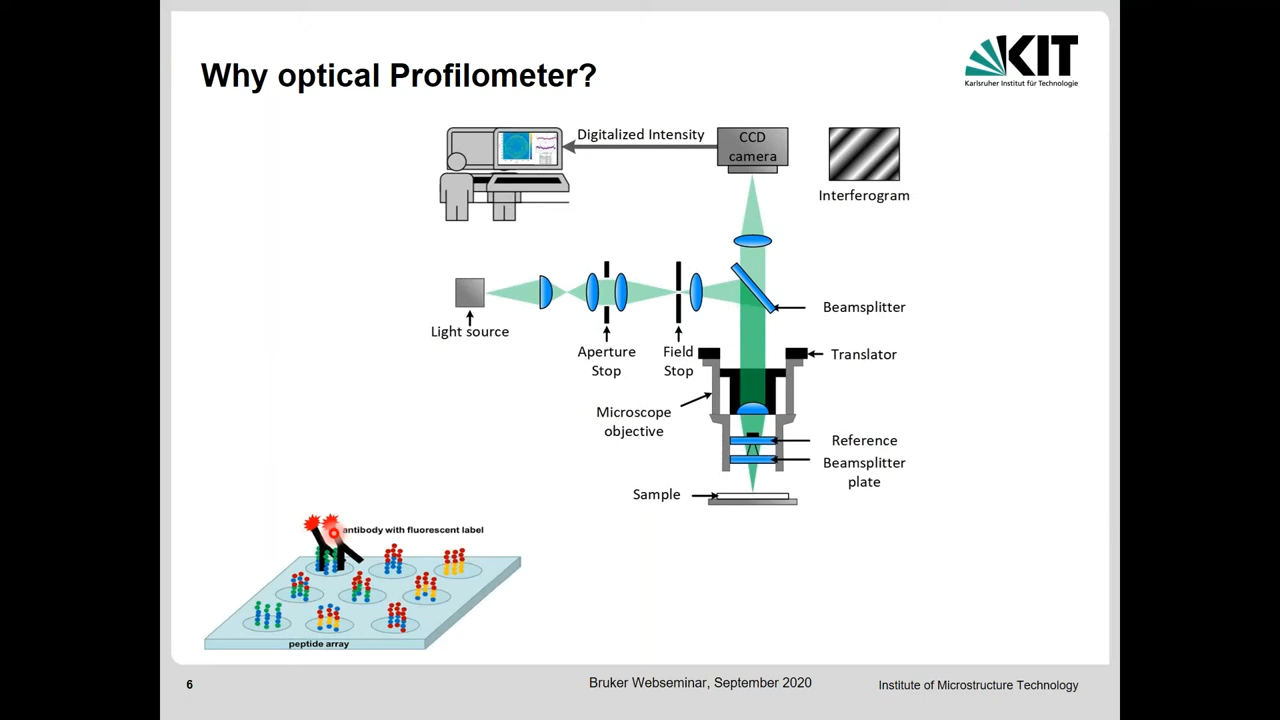 Why optical Profilometer?
KIT
Karlsruher Institut für Technologie
Digitalized Intensity
CCD
camera
Interferogram
Light source
Aperture
Stop
Field
Stop
Beamsplitter
Translator
Microscope
objective
Reference
Beamsplitter
plate
Sample
antibody with fluorescent label
peptide array
6
Bruker Webseminar, September 2020
Institute of Microstructure Technology